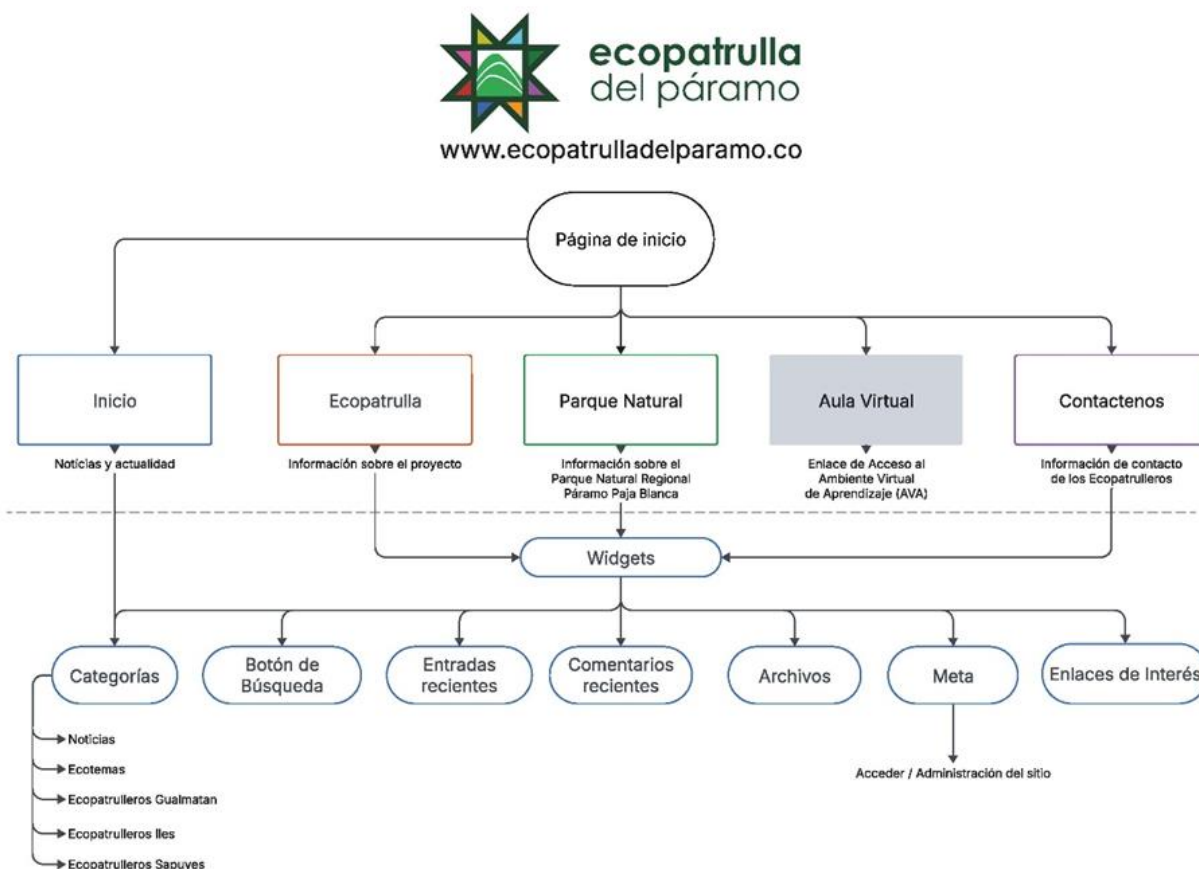 ecopatrulla
del páramo
www.ecopatrulladelparamo.co
Página de inicio
Inicio
Ecopatrulla
Parque Natural
Aula Virtual
Contactenos
Noticias y actualidad
Información sobre el proyecto
Información sobre el
Parque Natural Regional
Páramo Paja Blanca
Enlace de Acceso al
Ambiente Virtual
de Aprendizaje (AVA)
Información de contacto
de los Ecopatrulleros
Widgets
Categorías
Botón de
Búsqueda
Entradas
recientes
Comentarios
recientes
Archivos
Meta
Enlaces de Interés
Noticias
Ecotemas
Ecopatrulleros Gualmatan
Ecopatrulleros Iles
Ecopatrulleros Sapuyes
Acceder / Administración del sitio